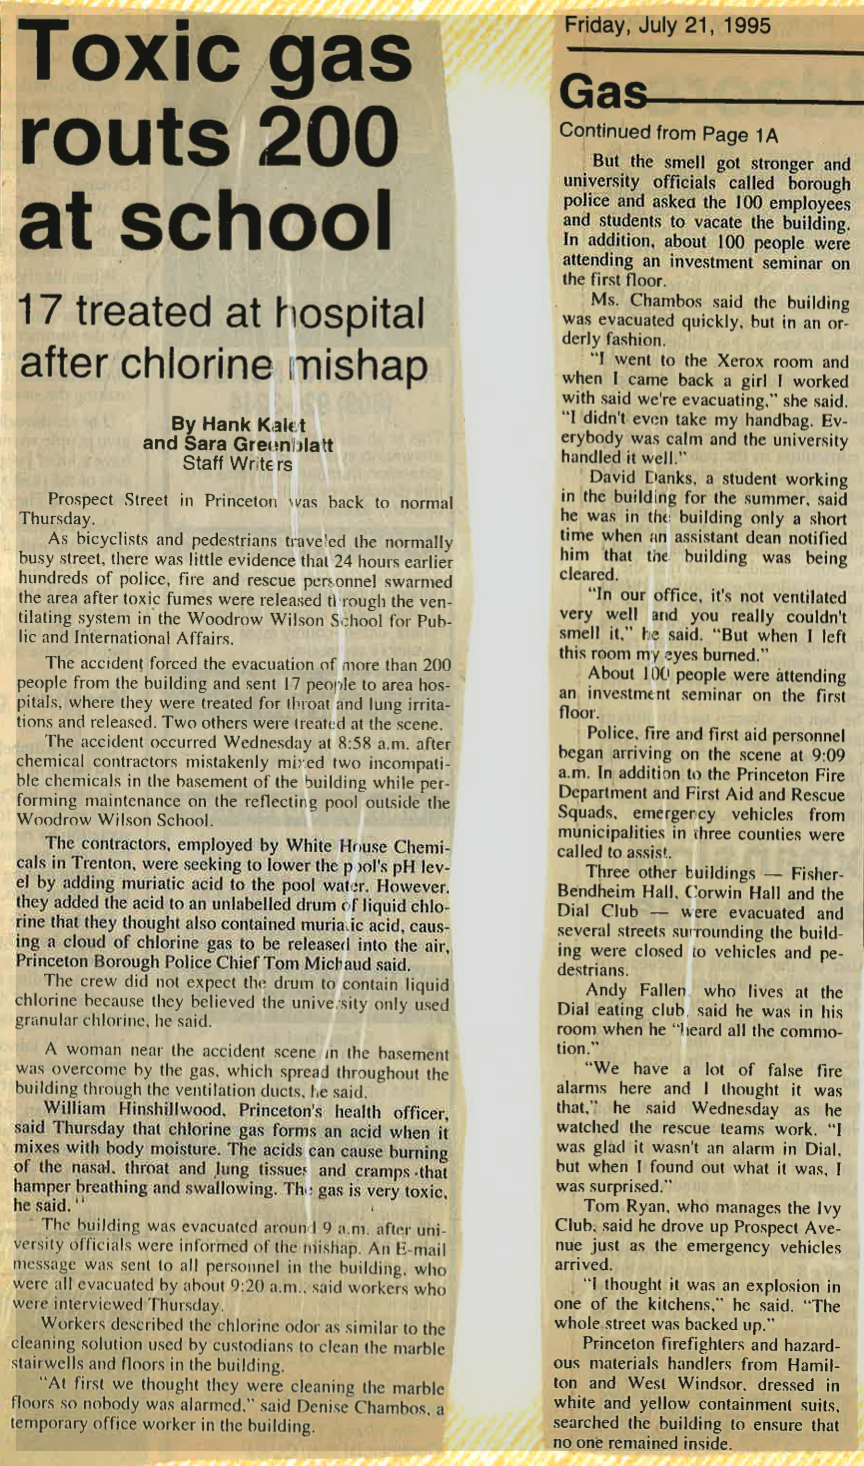 Toxic gas
routs 200
at school
17 treated at hospital
after chlorine mishap
By Hank Kalet
and Sara Greenblatt
Staff Writers
Prospect Street in Princeton was back to normal
Thursday.
As bicyclists and pedestrians traveled the normally
busy street, there was little evidence that 24 hours earlier
hundreds of police, fire and rescue personnel swarmed
the area after toxic fumes were released through the ven-
tilating system in the Woodrow Wilson School for Pub-
lic and International Affairs.
The accident forced the evacuation of more than 200
people from the building and sent 17 people to area hos-
pitals, where they were treated for throat and lung irrita-
tions and released. Two others were treated at the scene.
The accident occurred Wednesday at 8:58 a.m. after
chemical contractors mistakenly mixed two incompati-
ble chemicals in the basement of the building while per-
forming maintenance on the reflecting pool outside the
Woodrow Wilson School.
The contractors, employed by White House Chemi-
cals in Trenton, were seeking to lower the pool's pH lev-
el by adding muriatic acid to the pool water. However,
they added the acid to an unlabelled drum of liquid chlo-
rine that they thought also contained muriatic acid, caus-
ing a cloud of chlorine gas to be released into the air,
Princeton Borough Police Chief Tom Michaud said.
The crew did not expect the drum to contain liquid
chlorine because they believed the university only used
granular chlorine, he said.
A woman near the accident scene in the basement
was overcome by the gas, which spread throughout the
building through the ventilation ducts, he said.
William Hinshillwood, Princeton's health officer,
said Thursday that chlorine gas forms an acid when it
mixes with body moisture. The acids can cause burning
of the nasal, throat and lung tissues and cramps that
hamper breathing and swallowing. The gas is very toxic,
he said.
The building was evacuated around 9 a.m. after uni-
versity officials were informed of the mishap. An E-mail
message was sent to all personnel in the building, who
were all evacuated by about 9:20 a.m., said workers who
were interviewed Thursday.
Workers described the chlorine odor as similar to the
cleaning solution used by custodians to clean the marble
stairwells and floors in the building.
"At first we thought they were cleaning the marble
floors so nobody was alarmed," said Denise Chambos, a
temporary office worker in the building.
Friday, July 21, 1995
Gas
Continued from Page 1A
But the smell got stronger and
university officials called borough
police and asked the 100 employees
and students to vacate the building.
In addition, about 100 people were
attending an investment seminar on
the first floor.
Ms. Chambos said the building
was evacuated quickly, but in an or-
derly fashion.
"I went to the Xerox room and
when I came back a girl I worked
with said we're evacuating," she said.
"I didn't even take my handbag. Ev-
erybody was calm and the university
handled it well."
David Danks, a student working
in the building for the summer, said
he was in the building only a short
time when an assistant dean notified
him that the building was being
cleared.
"In our office, it's not ventilated
very well and you really couldn't
smell it," he said. "But when I left
this room my eyes burned."
About 100 people were attending
an investment seminar on the first
floor.
Police, fire and first aid personnel
began arriving on the scene at 9:09
a.m. In addition to the Princeton Fire
Department and First Aid and Rescue
Squads, emergency vehicles from
municipalities in three counties were
called to assist.
Three other buildings — Fisher-
Bendheim Hall, Corwin Hall and the
Dial Club — were evacuated and
several streets surrounding the build-
ing were closed to vehicles and pe-
destrians.
Andy Fallen, who lives at the
Dial eating club, said he was in his
room when he "heard all the commo-
tion."
"We have a lot of false fire
alarms here and I thought it was
that," he said Wednesday as he
watched the rescue teams work. "I
was glad it wasn't an alarm in Dial,
but when I found out what it was, I
was surprised."
Tom Ryan, who manages the Ivy
Club, said he drove up Prospect Ave-
nue just as the emergency vehicles
arrived.
"I thought it was an explosion in
one of the kitchens," he said. "The
whole street was backed up."
Princeton firefighters and hazard-
ous materials handlers from Hamil-
ton and West Windsor, dressed in
white and yellow containment suits,
searched the building to ensure that
no one remained inside.